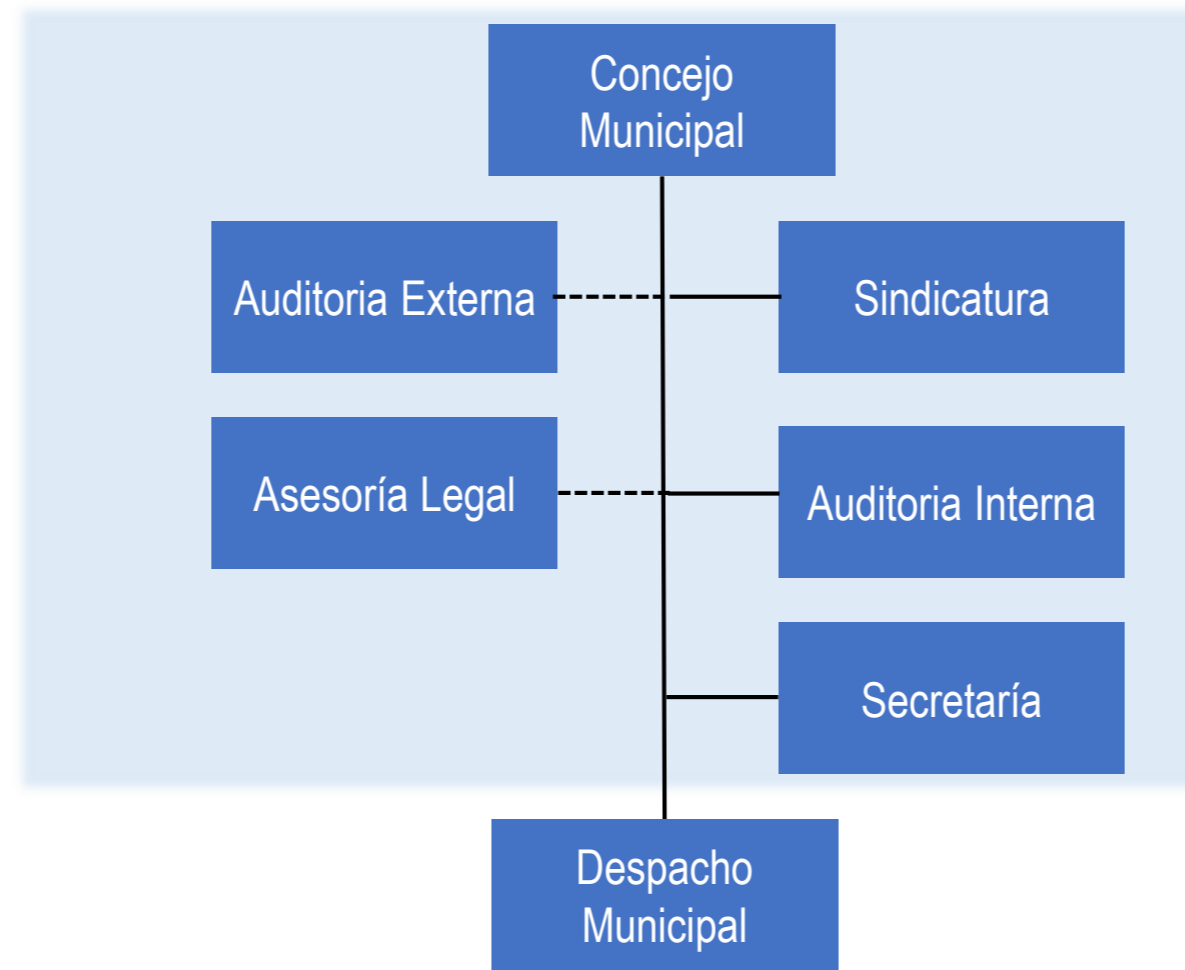 Concejo
Municipal
Auditoria Externa
Sindicatura
Asesoría Legal
Auditoria Interna
Secretaría
Despacho
Municipal